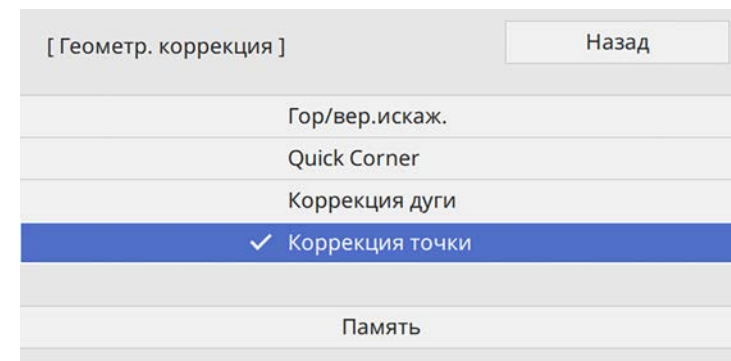 [ Геометр. коррекция ]
Назад
Гор/вер.искаж.
Quick Corner
Коррекция дуги
Коррекция точки
Память